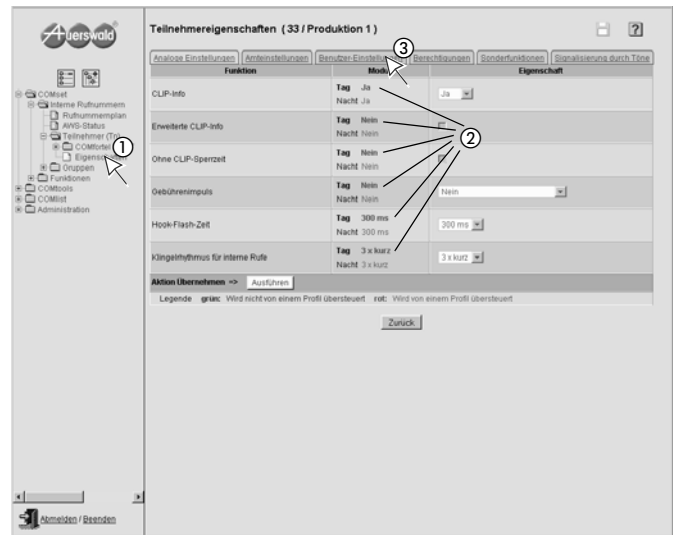 Auerswald
Teilnehmereigenschaften ( 33 / Produktion 1 )
?
Analoge Einstellungen Amteinstellungen Benutzer-Einstellungen Berechtigungen Sonderfunktionen Signalisierung durch Töne
3
Funktion Eigenschaft
COMset
Interne Rufnummern
Rufnummernplan
AWS-Status
Teilnehmer (Tn)
COMfortel
1
Gruppen
Funktionen
COMtools
COMlist
Administration
CLIP-Info Tag Ja Ja
Nacht Ja
Erweiterte CLIP-Info Tag Nein
Nacht Nein
2
Ohne CLIP-Sperrzeit Tag Nein
Nacht Nein
Gebührenimpuls Tag Nein Nein
Nacht Nein
Hook-Flash-Zeit Tag 300 ms 300 ms
Nacht 300 ms
Klingelrhythmus für interne Rufe Tag 3 x kurz 3 x kurz
Nacht 3 x kurz
Aktion Übernehmen => Ausführen
Legende grün: Wird nicht von einem Profil übersteuert rot: Wird von einem Profil übersteuert
Zurück
Abmelden / Beenden